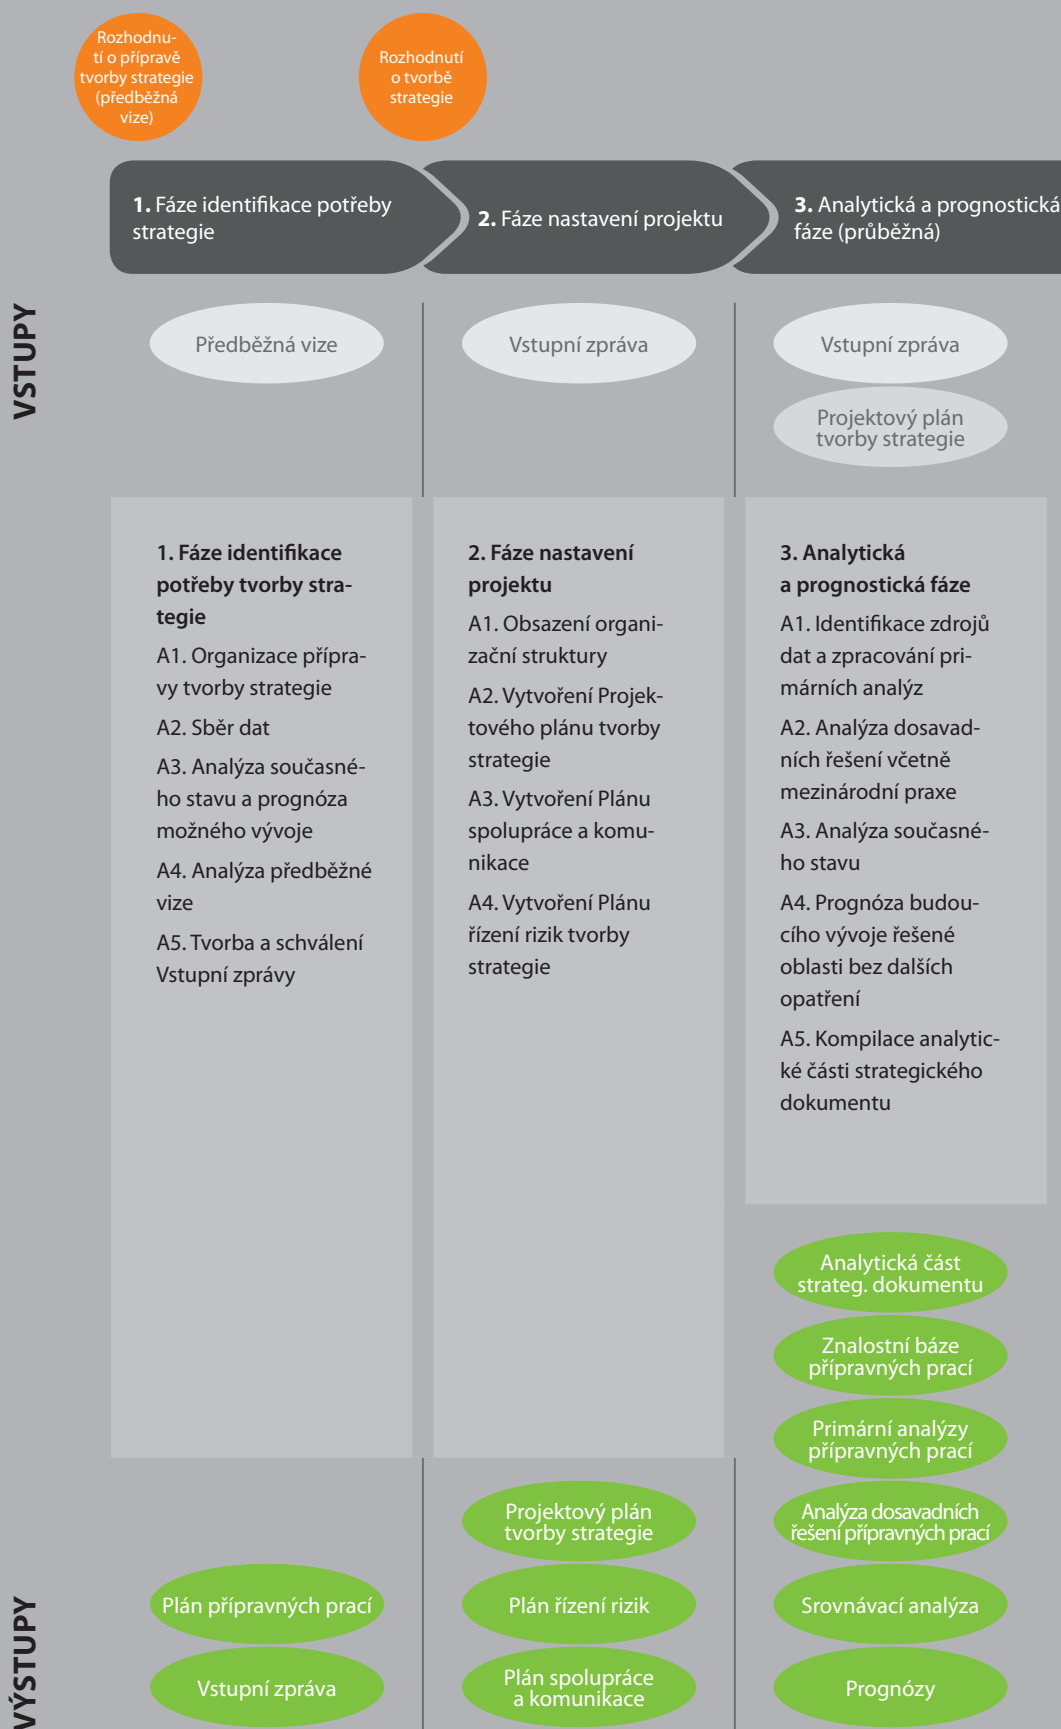 Rozhodnu-
tí o přípravě
tvorby strategie
(předběžná
vize)
Rozhodnutí
o tvorbě
strategie
1. Fáze identifikace potřeby
strategie
2. Fáze nastavení projektu
3. Analytická a prognostická
fáze (průběžná)
VSTUPY
Předběžná vize
Vstupní zpráva
Vstupní zpráva
Projektový plán
tvorby strategie
1. Fáze identifikace
potřeby tvorby stra-
tegie
A1. Organizace přípra-
vy tvorby strategie
A2. Sběr dat
A3. Analýza současné-
ho stavu a prognóza
možného vývoje
A4. Analýza předběžné
vize
A5. Tvorba a schválení
Vstupní zprávy
2. Fáze nastavení
projektu
A1. Obsazení organi-
zační struktury
A2. Vytvoření Projek-
tového plánu tvorby
strategie
A3. Vytvoření Plánu
spolupráce a komu-
nikace
A4. Vytvoření Plánu
řízení rizik tvorby
strategie
3. Analytická
a prognostická fáze
A1. Identifikace zdrojů
dat a zpracování pri-
márních analýz
A2. Analýza dosavad-
ních řešení včetně
mezinárodní praxe
A3. Analýza současné-
ho stavu
A4. Prognóza budou-
cího vývoje řešené
oblasti bez dalších
opatření
A5. Kompilace analytic-
ké části strategického
dokumentu
VÝSTUPY
Plán přípravných prací
Vstupní zpráva
Projektový plán
tvorby strategie
Plán řízení rizik
Plán spolupráce
a komunikace
Analytická část
strateg. dokumentu
Znalostní báze
přípravných prací
Primární analýzy
přípravných prací
Analýza dosavadních
řešení přípravných prací
Srovnávací analýza
Prognózy